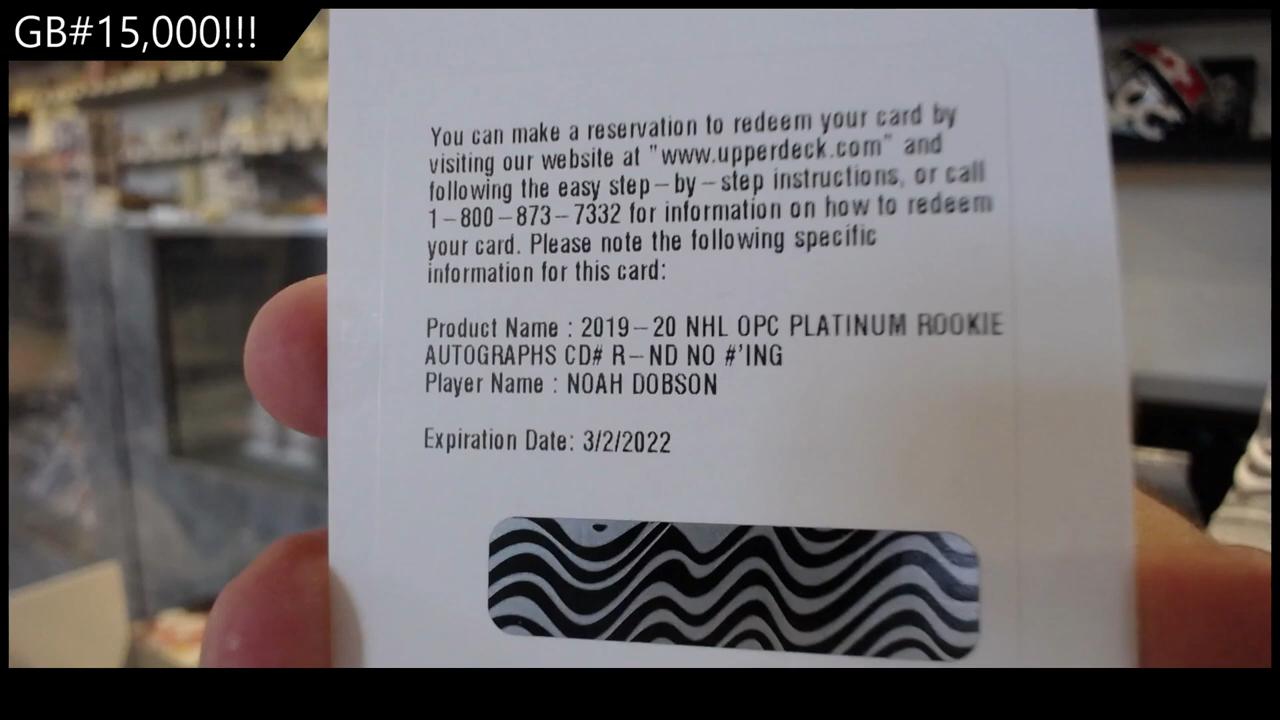 GB#15,000!!!
You can make a reservation to redeem your card by
visiting our website at "www.upperdeck.com" and
following the easy step-by-step instructions, or call
1-800-873-7332 for information on how to redeem
your card. Please note the following specific
information for this card:
Product Name : 2019-20 NHL OPC PLATINUM ROOKIE
AUTOGRAPHS CD# R-ND NO #'ING
Player Name : NOAH DOBSON
Expiration Date: 3/2/2022